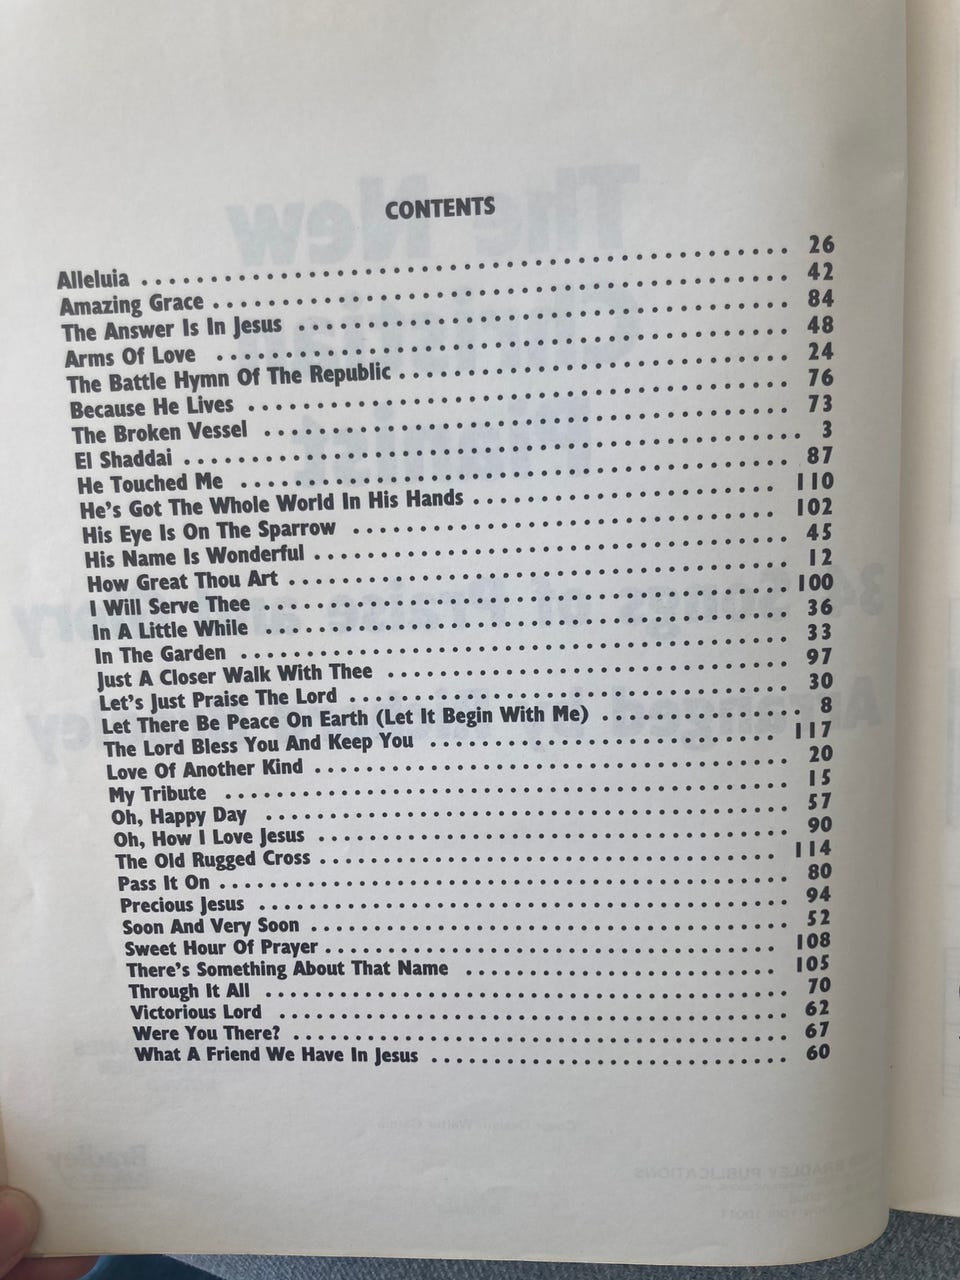 CONTENTS
Alleluia . . . . . . . . . . . . . . . . . . . . 26
Amazing Grace . . . . . . . . . . . . . . . . . . . . 42
The Answer Is In Jesus . . . . . . . . . . . . . . . . . . . . 84
Arms Of Love . . . . . . . . . . . . . . . . . . . . 48
The Battle Hymn Of The Republic . . . . . . . . . . . . . . . . . . . . 24
Because He Lives . . . . . . . . . . . . . . . . . . . . 76
The Broken Vessel . . . . . . . . . . . . . . . . . . . . 73
El Shaddai . . . . . . . . . . . . . . . . . . . . 3
He Touched Me . . . . . . . . . . . . . . . . . . . . 87
He's Got The Whole World In His Hands . . . . . . . . . . . . . . . . . . . . 110
His Eye Is On The Sparrow . . . . . . . . . . . . . . . . . . . . 102
His Name Is Wonderful . . . . . . . . . . . . . . . . . . . . 45
How Great Thou Art . . . . . . . . . . . . . . . . . . . . 12
I Will Serve Thee . . . . . . . . . . . . . . . . . . . . 100
In A Little While . . . . . . . . . . . . . . . . . . . . 36
In The Garden . . . . . . . . . . . . . . . . . . . . 33
Just A Closer Walk With Thee . . . . . . . . . . . . . . . . . . . . 97
Let's Just Praise The Lord . . . . . . . . . . . . . . . . . . . . 30
Let There Be Peace On Earth (Let It Begin With Me) . . . . . . . . . . . . . . 8
The Lord Bless You And Keep You . . . . . . . . . . . . . . . . . . . . 117
Love Of Another Kind . . . . . . . . . . . . . . . . . . . . 20
My Tribute . . . . . . . . . . . . . . . . . . . . 15
Oh, Happy Day . . . . . . . . . . . . . . . . . . . . 57
Oh, How I Love Jesus . . . . . . . . . . . . . . . . . . . . 90
The Old Rugged Cross . . . . . . . . . . . . . . . . . . . . 114
Pass It On . . . . . . . . . . . . . . . . . . . . 80
Precious Jesus . . . . . . . . . . . . . . . . . . . . 94
Soon And Very Soon . . . . . . . . . . . . . . . . . . . . 52
Sweet Hour Of Prayer . . . . . . . . . . . . . . . . . . . . 108
There's Something About That Name . . . . . . . . . . . . . . . . . . . . 105
Through It All . . . . . . . . . . . . . . . . . . . . 70
Victorious Lord . . . . . . . . . . . . . . . . . . . . 62
Were You There? . . . . . . . . . . . . . . . . . . . . 67
What A Friend We Have In Jesus . . . . . . . . . . . . . . . . . . . . 60